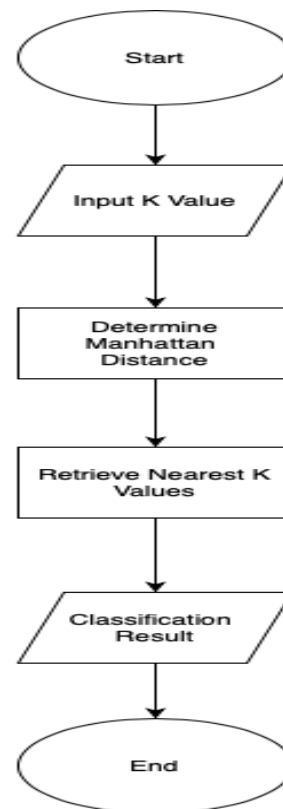 Start
Input K Value
Determine
Manhattan
Distance
Retrieve Nearest K
Values
Classification
Result
End